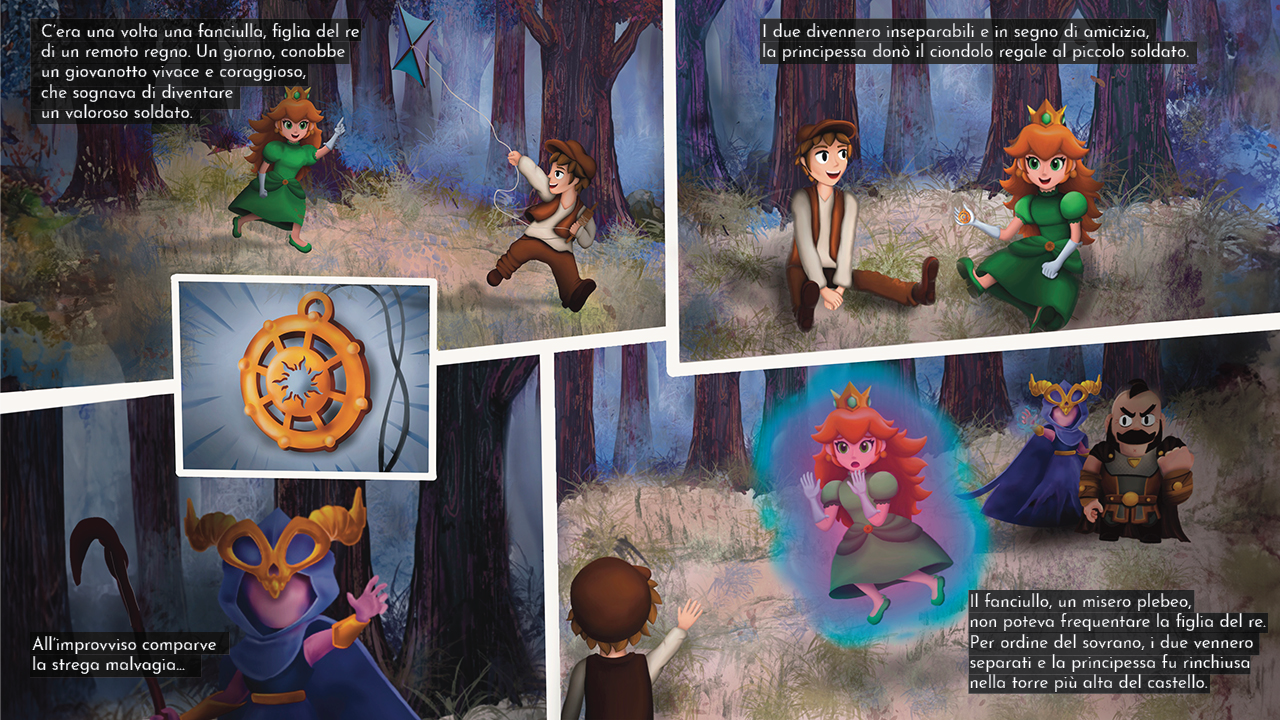 C'era una volta una fanciulla, figlia del re
di un remoto regno. Un giorno, conobbe
un giovanotto vivace e coraggioso,
che sognava di diventare
un valoroso soldato.
I due divennero inseparabili e in segno di amicizia,
la principessa donò il ciondolo regale al piccolo soldato.
All'improvviso comparve
la strega malvagia...
Il fanciullo, un misero plebeo,
non poteva frequentare la figlia del re.
Per ordine del sovrano, i due vennero
separati e la principessa fu rinchiusa
nella torre più alta del castello.